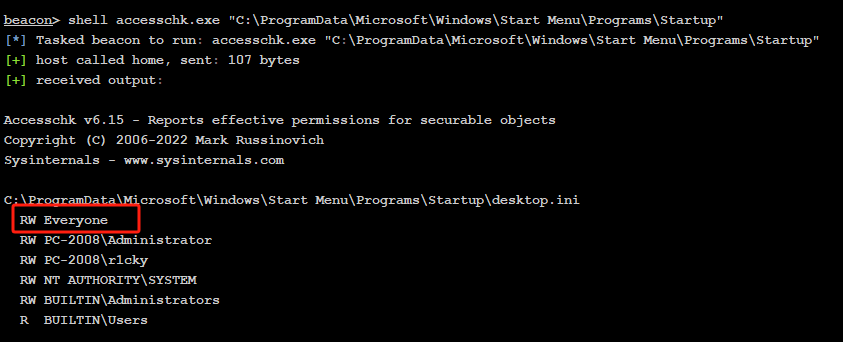 beacon> shell accesschk.exe "C:\ProgramData\Microsoft\Windows\Start Menu\Programs\Startup"
[*] Tasked beacon to run: accesschk.exe "C:\ProgramData\Microsoft\Windows\Start Menu\Programs\Startup"
[+] host called home, sent: 107 bytes
[+] received output:
Accesschk v6.15 - Reports effective permissions for securable objects
Copyright (C) 2006-2022 Mark Russinovich
Sysinternals - www.sysinternals.com
C:\ProgramData\Microsoft\Windows\Start Menu\Programs\Startup\desktop.ini
RW Everyone
RW PC-2008\Administrator
RW PC-2008\r1cky
RW NT AUTHORITY\SYSTEM
RW BUILTIN\Administrators
R  BUILTIN\Users